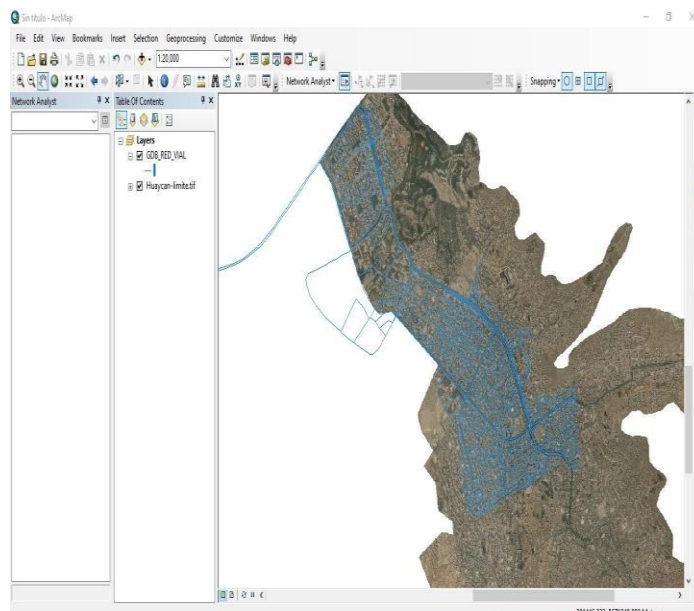 Sin título - ArcMap
File Edit View Bookmarks Insert Selection Geoprocessing Customize Windows Help
1:20,000
Network Analyst Snapping
Network Analyst
Table Of Contents
Layers
GDB_RED_VIAL
Huaycan-limite.tif